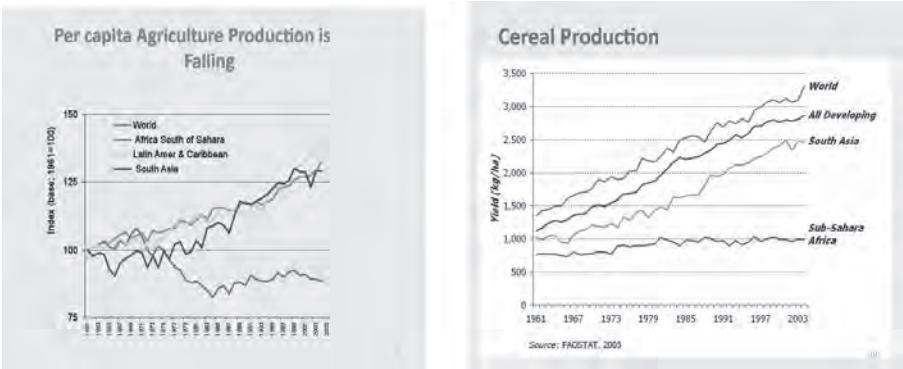 Per capita Agriculture Production is
Falling
150
125
100
75
Index (base: 1961=100)
World
Africa South of Sahara
Latin Amer & Caribbean
South Asia
Cereal Production
3,500
3,000
2,500
2,000
1,500
1,000
500
0
Yield (kg/ha)
World
All Developing
South Asia
Sub-Sahara
Africa
1961 1967 1973 1979 1985 1991 1997 2003
Source: FAOSTAT, 2005